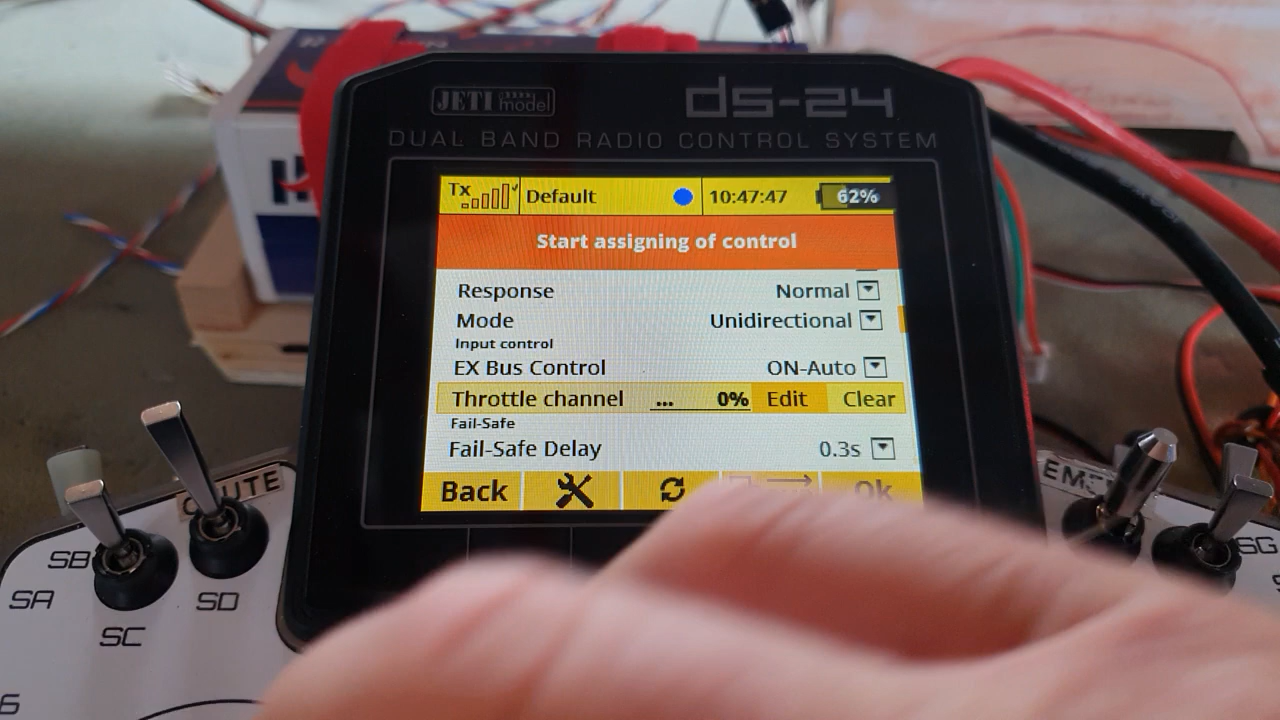 JETI model
ds-24
DUAL BAND RADIO CONTROL SYSTEM
Tx Default 10:47:47 62%
Start assigning of control
Response Normal
Mode Unidirectional
Input control
EX Bus Control ON-Auto
Throttle channel ... 0% Edit Clear
Fail-Safe
Fail-Safe Delay 0.3s
Back Ok
SB
SA
SD
SC
SG